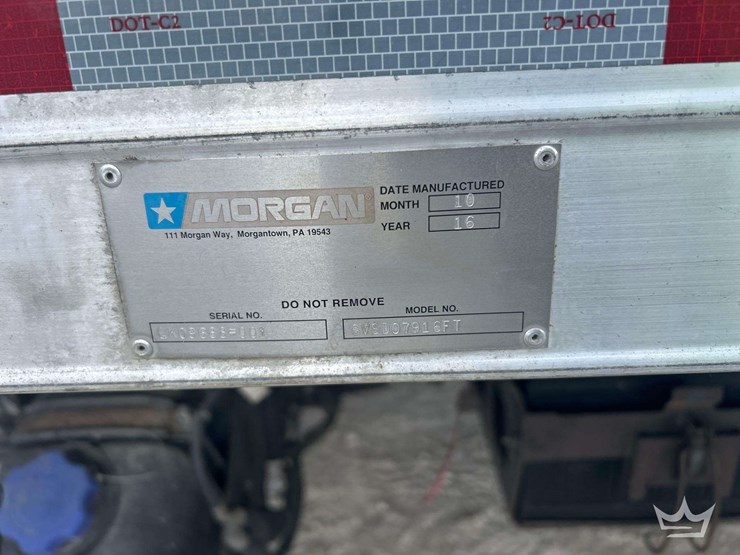 DOT-C2
DOT-C2
MORGAN
111 Morgan Way, Morgantown, PA 19543
DATE MANUFACTURED
MONTH 10
YEAR 16
DO NOT REMOVE
SERIAL NO.
MODEL NO.